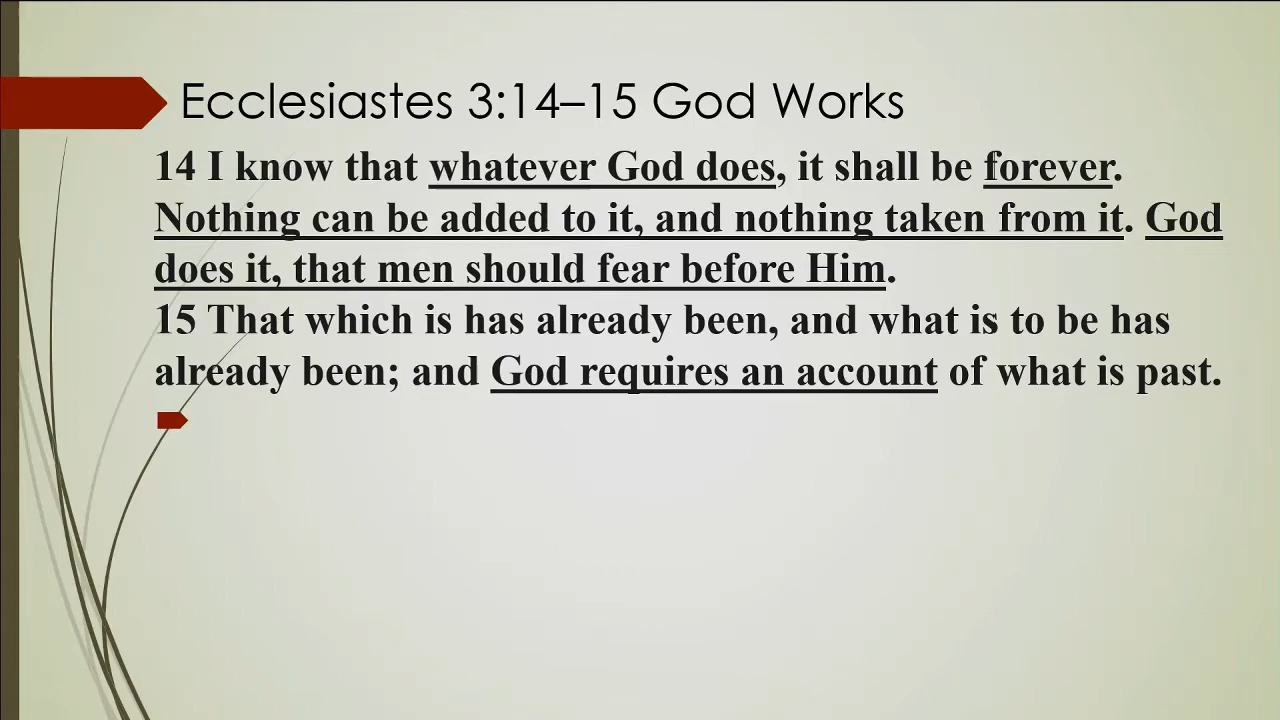 Ecclesiastes 3:14–15 God Works
14 I know that whatever God does, it shall be forever.
Nothing can be added to it, and nothing taken from it. God
does it, that men should fear before Him.
15 That which is has already been, and what is to be has
already been; and God requires an account of what is past.